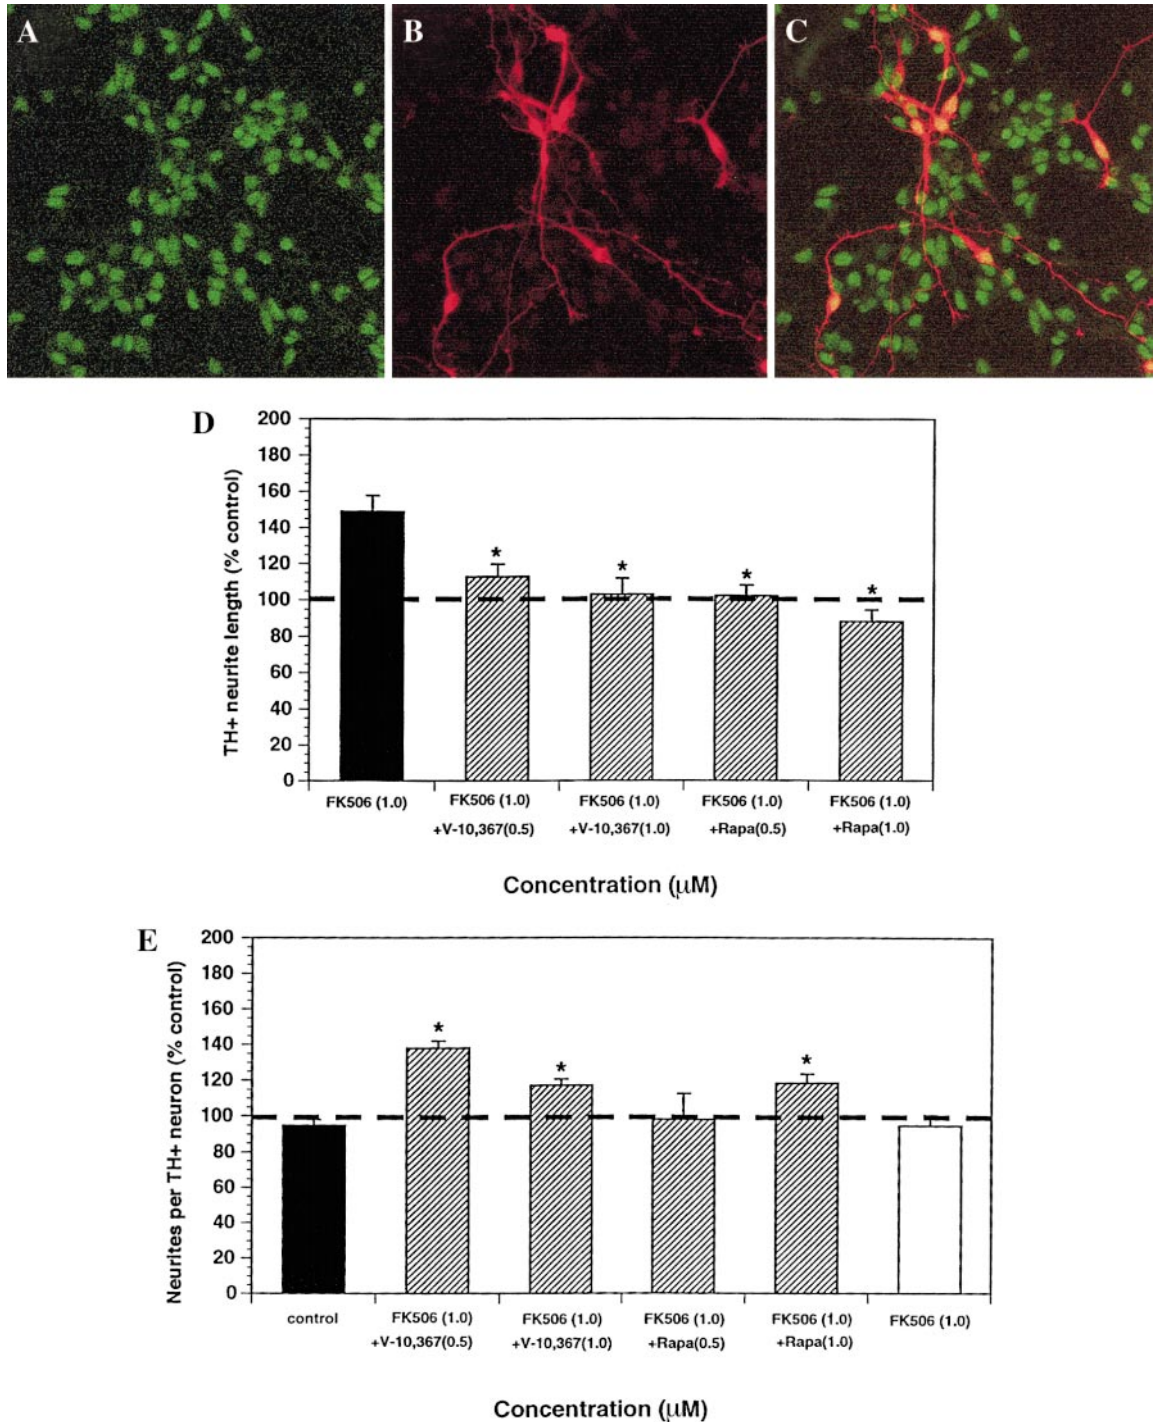 A
B
C
D
TH+ neurite length (% control)
200
180
160
140
120
100
80
60
40
20
0
*
*
*
*
FK506 (1.0)
FK506 (1.0)
+V-10,367(0.5)
FK506 (1.0)
+V-10,367(1.0)
FK506 (1.0)
+Rapa(0.5)
FK506 (1.0)
+Rapa(1.0)
Concentration (µM)
E
Neurites per TH+ neuron (% control)
200
180
160
140
120
100
80
60
40
20
0
*
*
*
control
FK506 (1.0)
+V-10,367(0.5)
FK506 (1.0)
+V-10,367(1.0)
FK506 (1.0)
+Rapa(0.5)
FK506 (1.0)
+Rapa(1.0)
FK506 (1.0)
Concentration (µM)